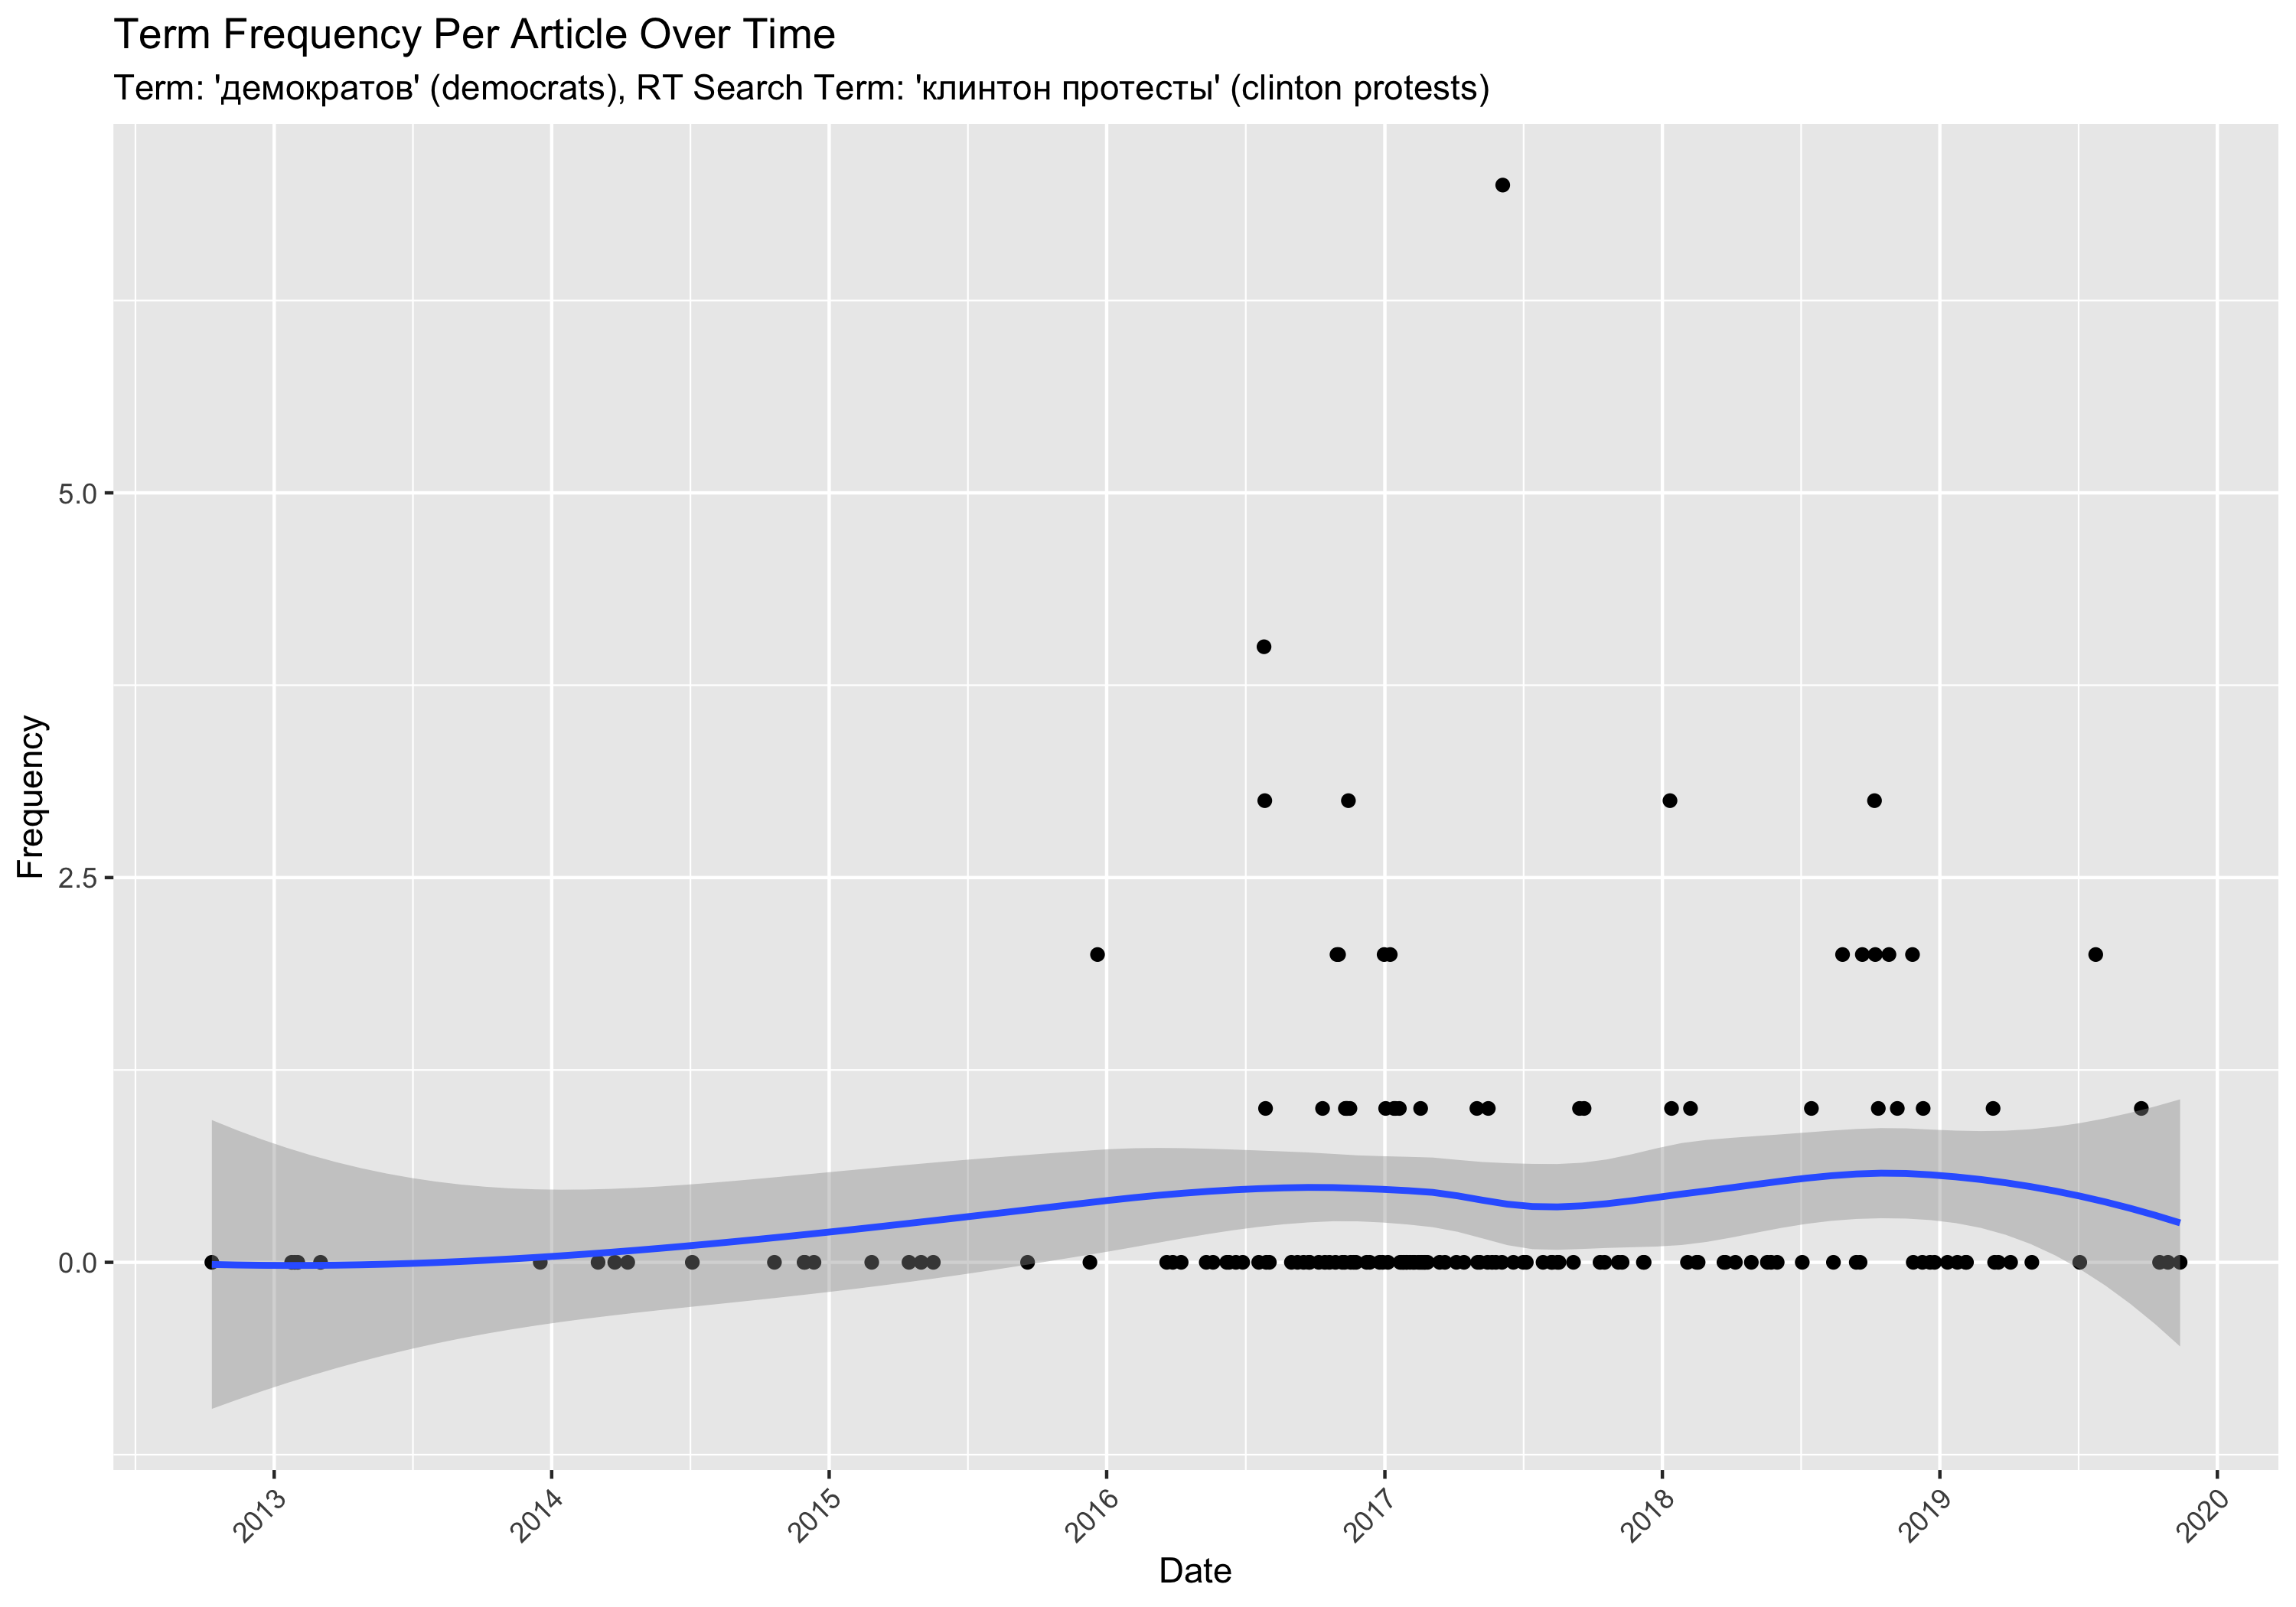 Term Frequency Per Article Over Time
Term: 'демократов' (democrats), RT Search Term: 'клинтон протесты' (clinton protests)
Frequency
5.0
2.5
0.0
2013
2014
2015
2016
2017
2018
2019
2020
Date